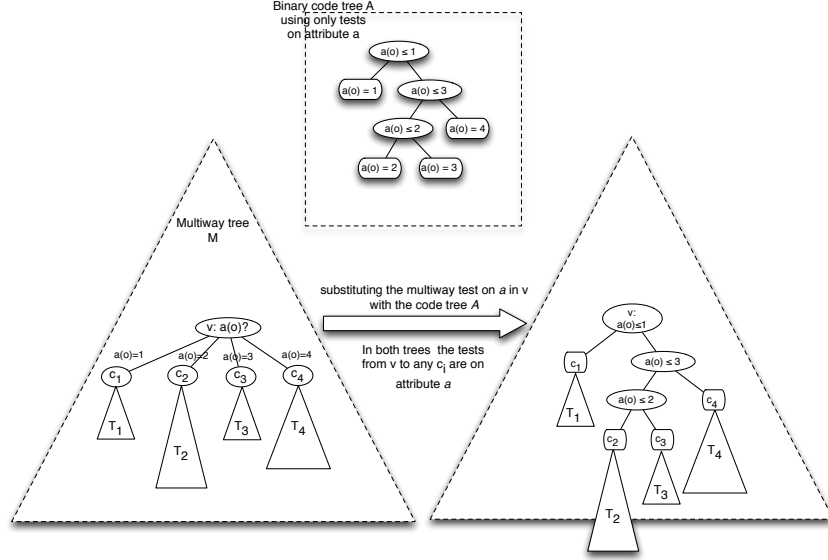 Binary code tree A
using only tests
on attribute a
a(o) ≤ 1
a(o) = 1
a(o) ≤ 3
a(o) ≤ 2
a(o) = 4
a(o) = 2
a(o) = 3
Multiway tree
M
v: a(o)?
a(o)=1
a(o)=2
a(o)=3
a(o)=4
c1
c2
c3
c4
T1
T2
T3
T4
substituting the multiway test on a in v
with the code tree A
In both trees the tests
from v to any ci are on
attribute a
v:
a(o)≤1
c1
a(o) ≤ 3
T1
a(o) ≤ 2
c4
c2
c3
T4
T3
T2